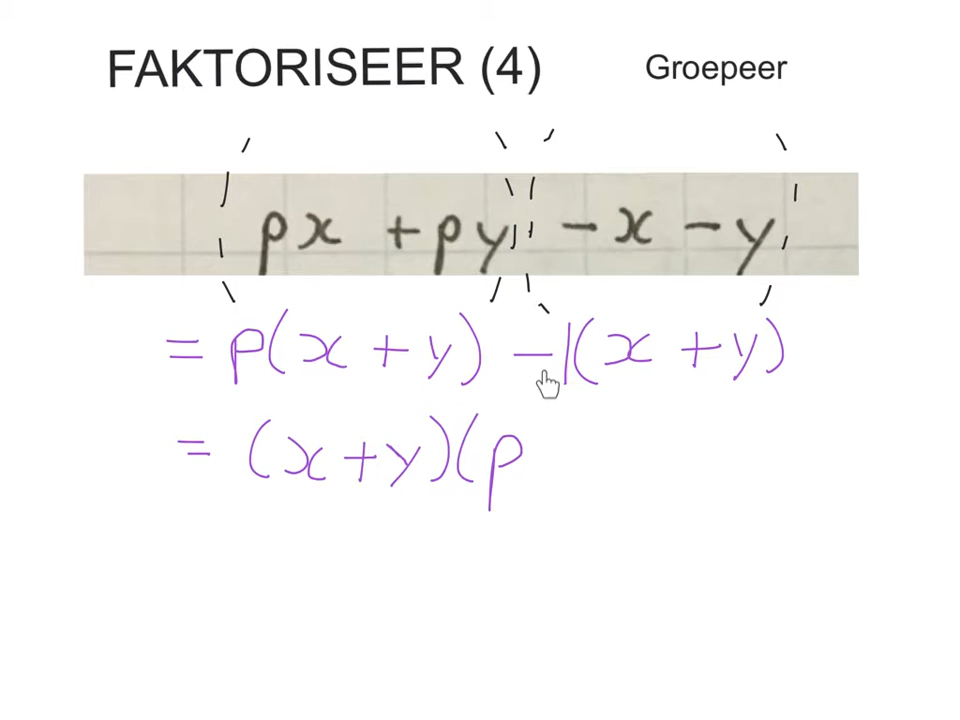 FAKTORISEER (4) Groepeer
px + py - x - y
= p(x + y) - 1(x + y)
= (x + y)(p